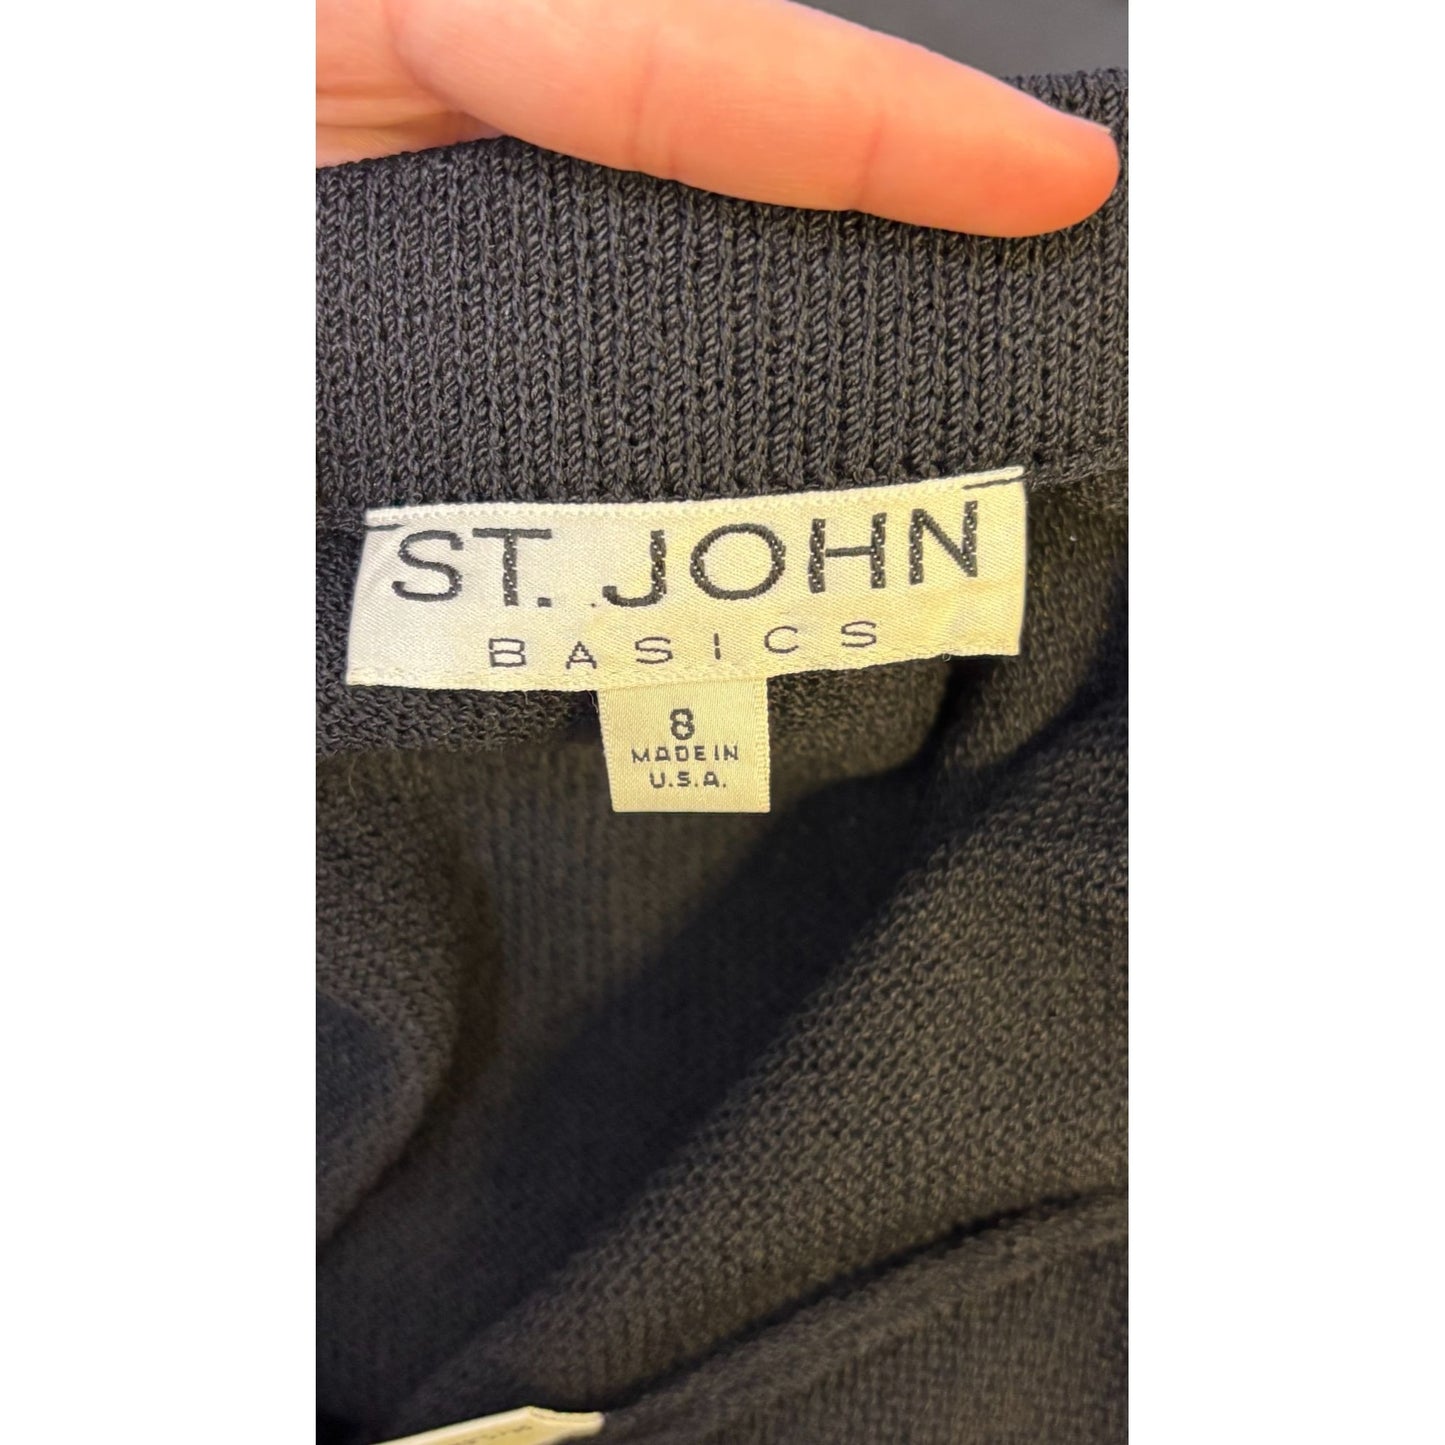 ST. JOHN
BASICS
8
MADE IN
U.S.A.